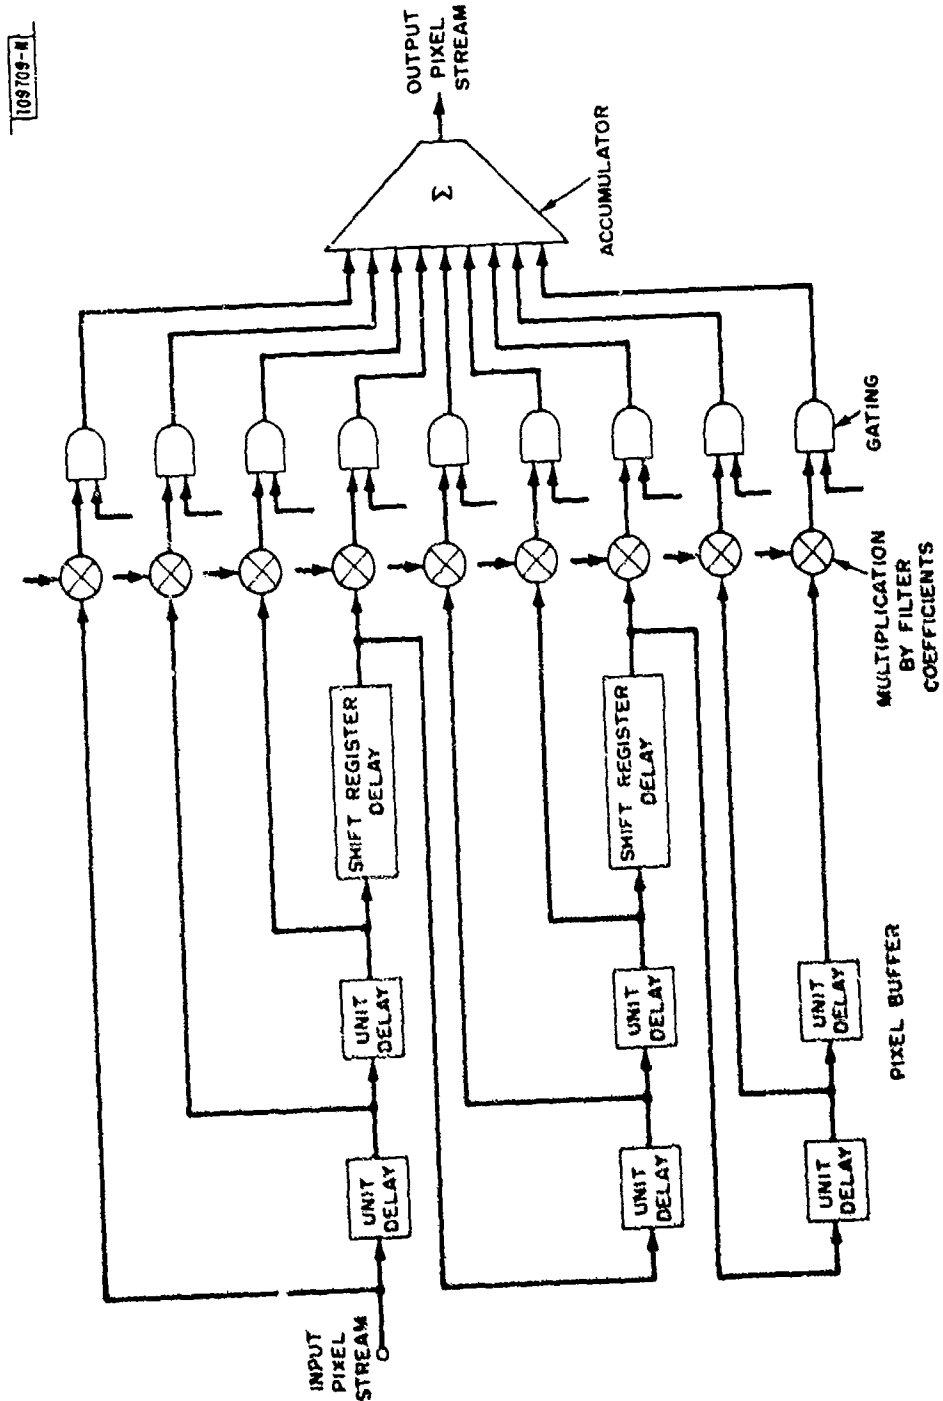 109709-N
INPUT
PIXEL
STREAM
UNIT
DELAY
UNIT
DELAY
SHIFT REGISTER
DELAY
UNIT
DELAY
UNIT
DELAY
SHIFT REGISTER
DELAY
UNIT
DELAY
UNIT
DELAY
PIXEL BUFFER
MULTIPLICATION
BY FILTER
COEFFICIENTS
GATING
Σ
ACCUMULATOR
OUTPUT
PIXEL
STREAM